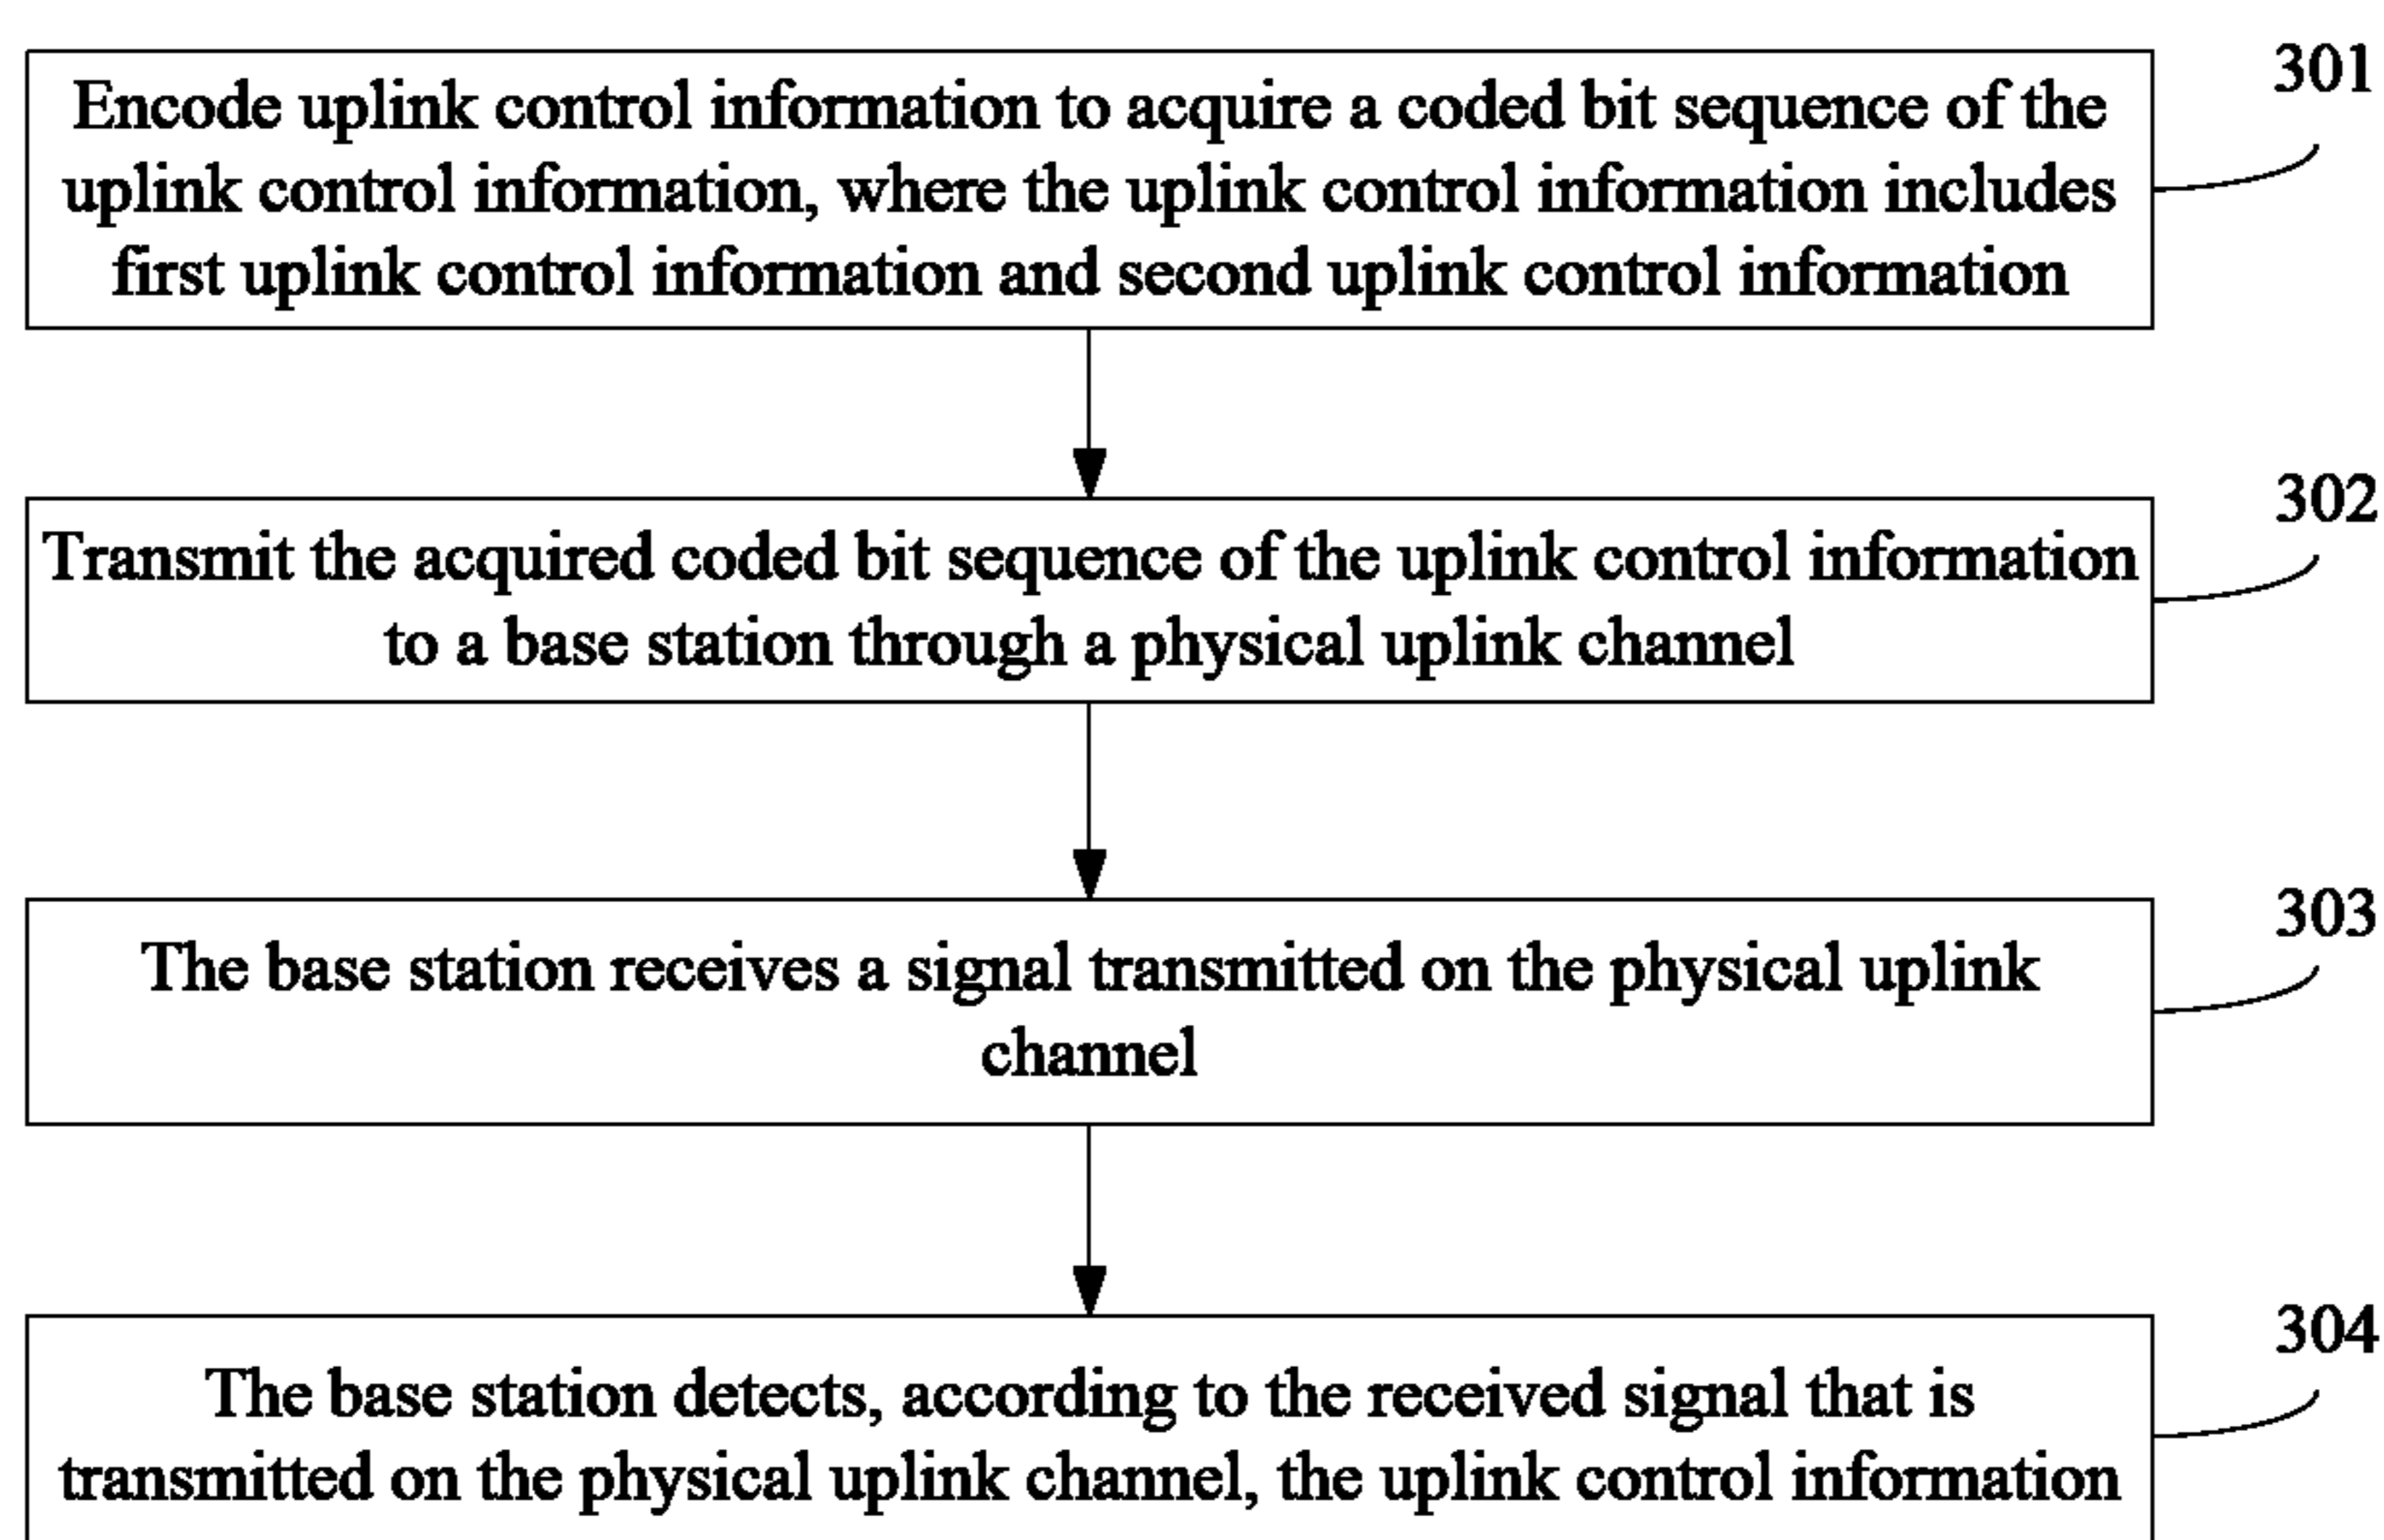 Encode uplink control information to acquire a coded bit sequence of the
uplink control information, where the uplink control information includes
first uplink control information and second uplink control information
301
Transmit the acquired coded bit sequence of the uplink control information
to a base station through a physical uplink channel
302
The base station receives a signal transmitted on the physical uplink
channel
303
The base station detects, according to the received signal that is
transmitted on the physical uplink channel, the uplink control information
304